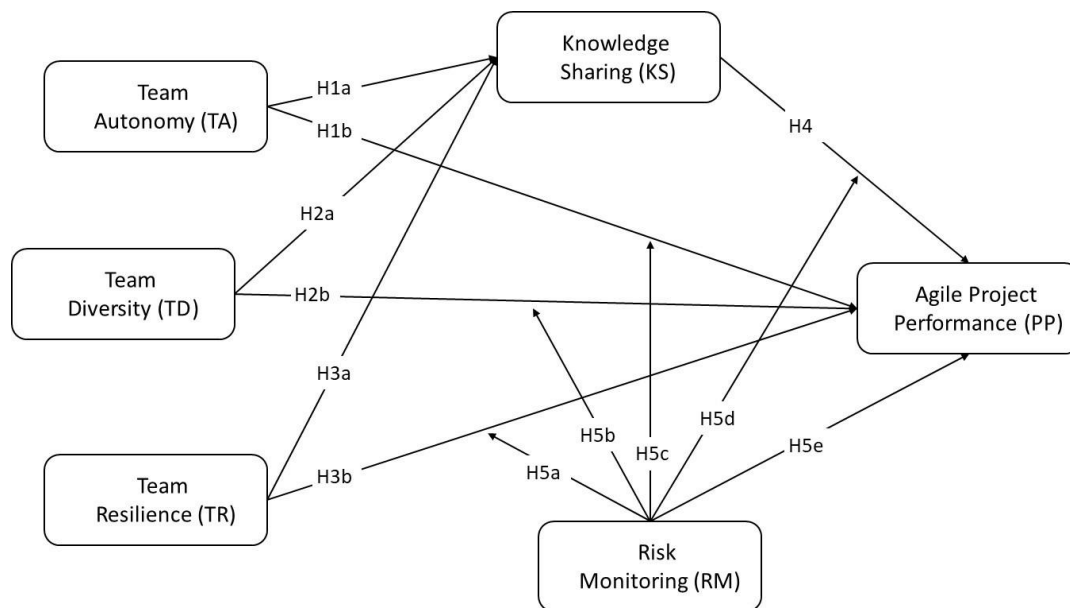 Knowledge
Sharing (KS)
Team
Autonomy (TA)
H1a
H1b
H4
H2a
Team
Diversity (TD)
H2b
Agile Project
Performance (PP)
H3a
H5b
H5d
H5c
H5e
H5a
H3b
Team
Resilience (TR)
Risk
Monitoring (RM)